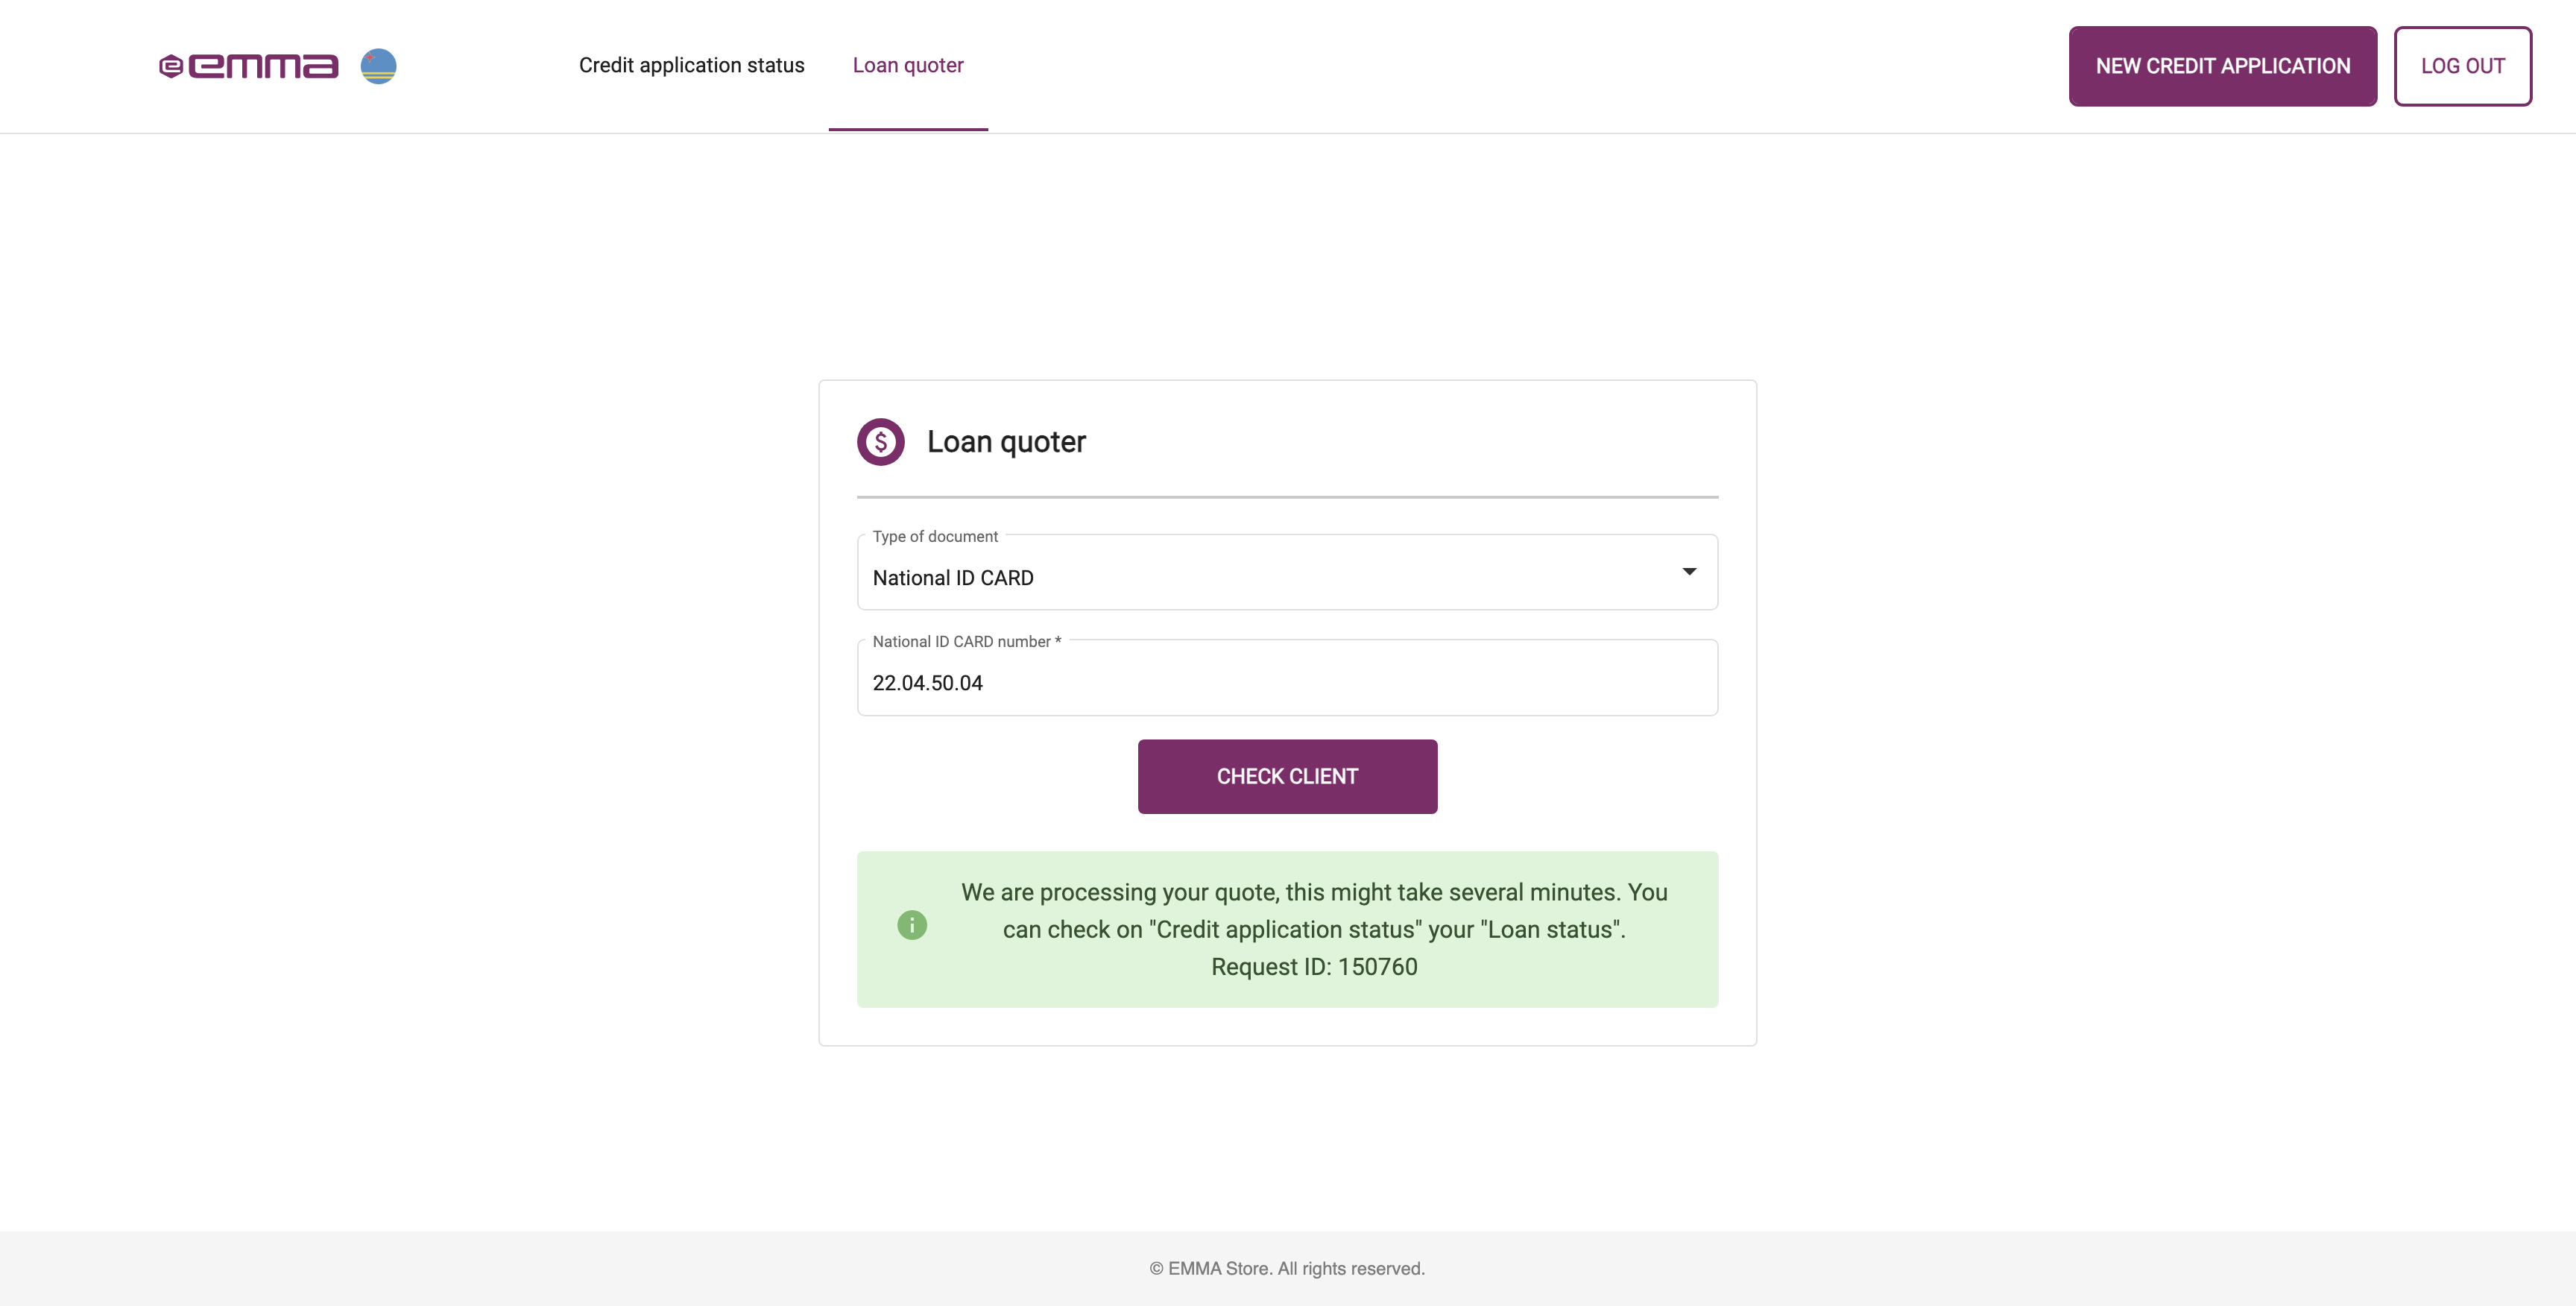 emma
Credit application status
Loan quoter
NEW CREDIT APPLICATION
LOG OUT
Loan quoter
Type of document
National ID CARD
National ID CARD number *
22.04.50.04
CHECK CLIENT
We are processing your quote, this might take several minutes. You
can check on "Credit application status" your "Loan status".
Request ID: 150760
© EMMA Store. All rights reserved.